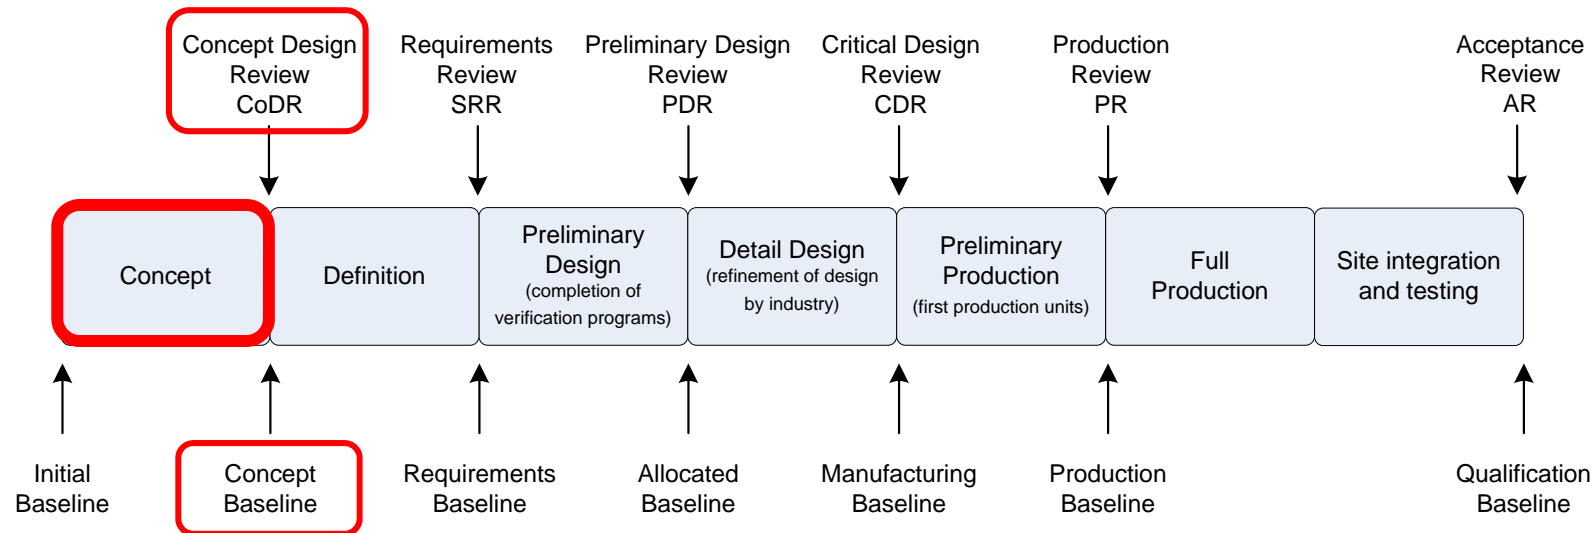 Concept Design
Review
CoDR
Requirements
Review
SRR
Preliminary Design
Review
PDR
Critical Design
Review
CDR
Production
Review
PR
Acceptance
Review
AR
Concept
Definition
Preliminary
Design
(completion of
verification programs)
Detail Design
(refinement of design
by industry)
Preliminary
Production
(first production units)
Full
Production
Site integration
and testing
Initial
Baseline
Concept
Baseline
Requirements
Baseline
Allocated
Baseline
Manufacturing
Baseline
Production
Baseline
Qualification
Baseline